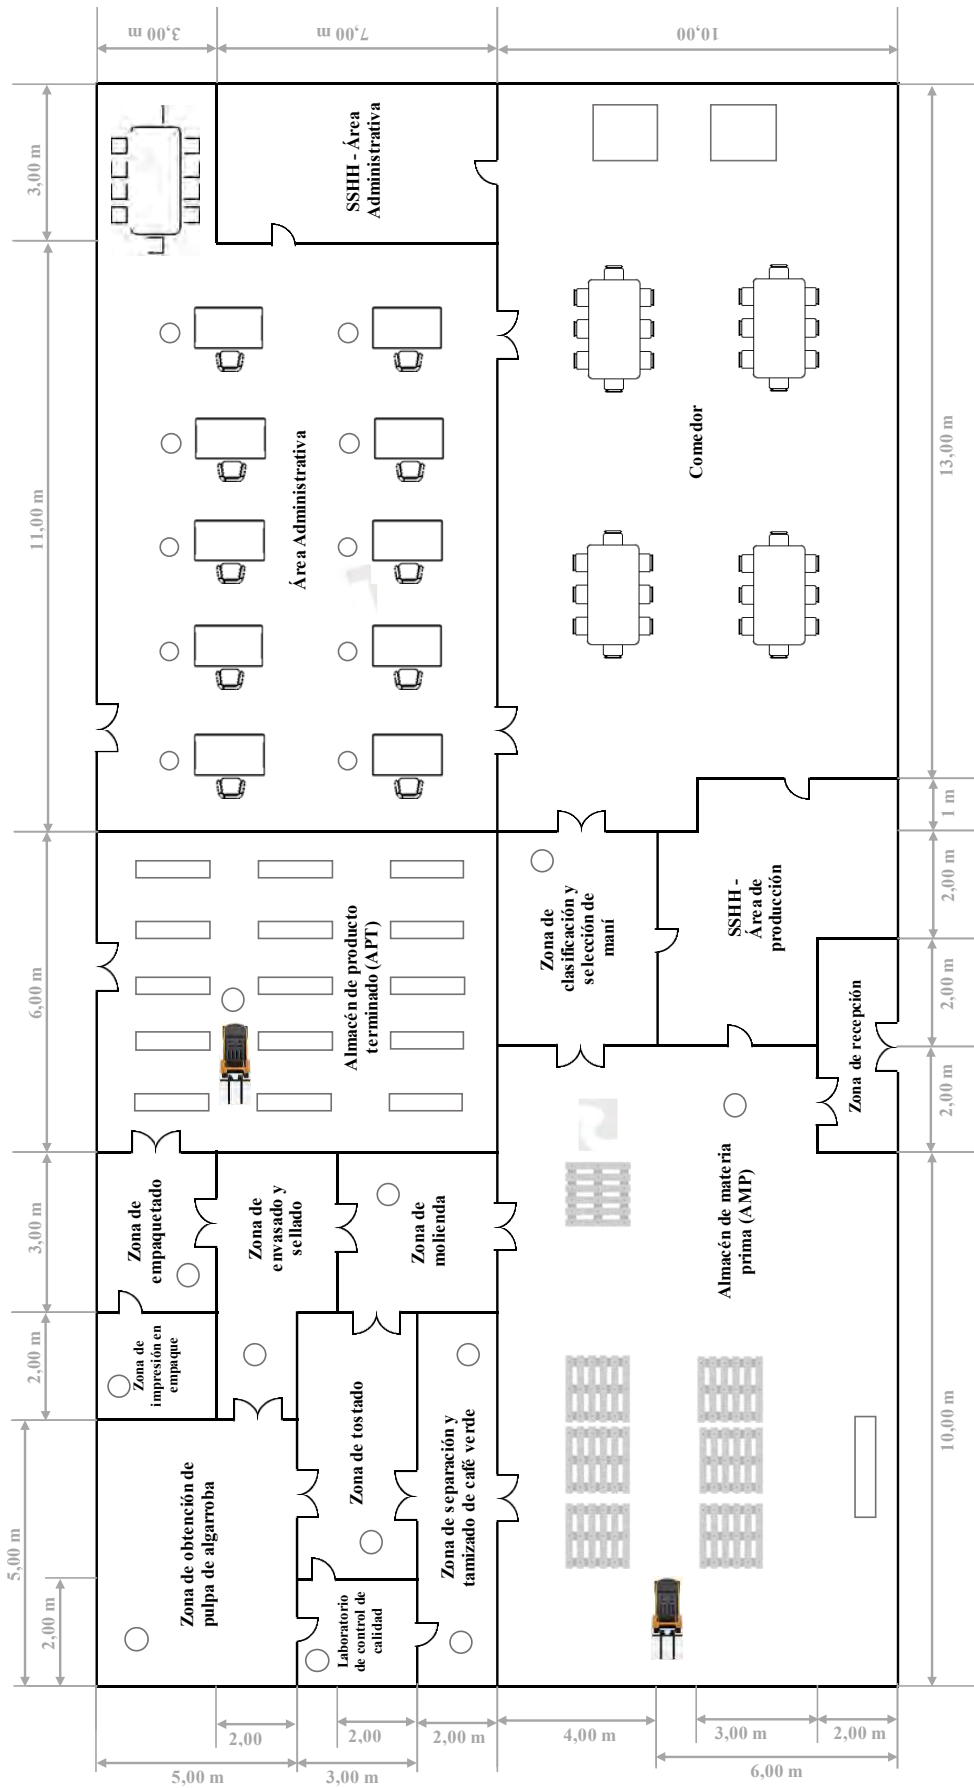 3,00 m
7,00 m
10,00
3,00 m
SSHH - Área
Administrativa
11,00 m
Área Administrativa
Comedor
13,00 m
1 m
6,00 m
Almacén de producto
terminado (APT)
Zona de
clasificación y
selección de
maní
SSHH -
Área de
producción
2,00 m
2,00 m
Zona de recepción
2,00 m
3,00 m
Zona de
empaquetado
Zona de
envasado y
sellado
Zona de
molienda
Almacén de materia
prima (AMP)
2,00 m
Zona de
impresión en
empaque
5,00 m
2,00 m
Zona de obtención de
pulpa de algarroba
Zona de tostado
Zona de separación y
tamizado de café verde
Laboratorio
de control de
calidad
10,00 m
2,00
2,00
2,00 m
4,00 m
3,00 m
2,00 m
5,00 m
3,00 m
6,00 m